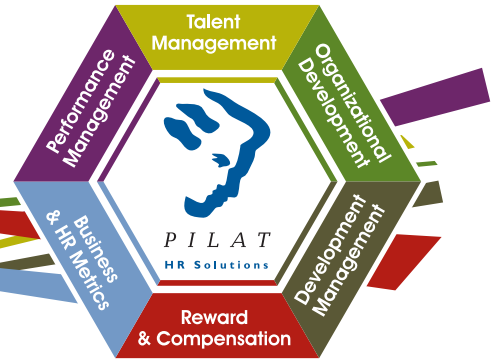 Talent
Management
Organizational
Development
Development
Management
Reward
& Compensation
Business
& HR Metrics
Performance
Management
PILAT
HR Solutions